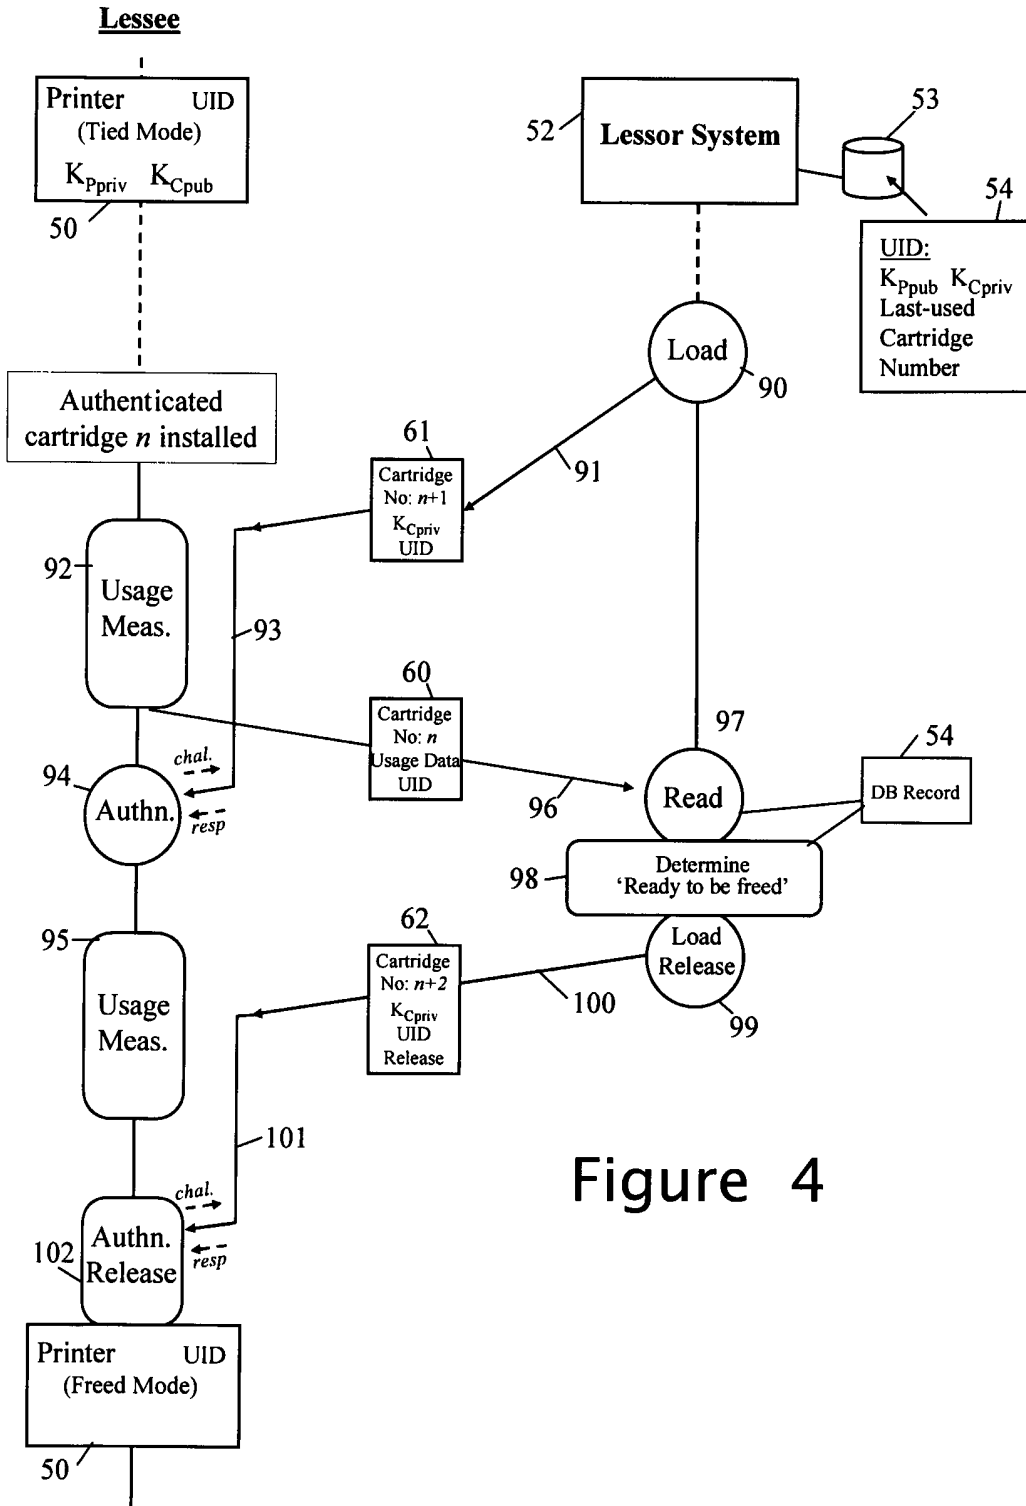 Lessee
Printer UID
(Tied Mode)
KPpriv KCpub
50
52
Lessor System
53
54
UID:
KPpub KCpriv
Last-used
Cartridge
Number
Load
90
Authenticated
cartridge n installed
61
91
Cartridge
No: n+1
KCpriv
UID
92
Usage
Meas.
93
60
Cartridge
No: n
Usage Data
UID
97
54
94
chal.
Authn.
resp
96
Read
DB Record
98
Determine
‘Ready to be freed’
95
62
Load
Release
Cartridge
No: n+2
KCpriv
UID
Release
100
99
Usage
Meas.
101
Figure 4
chal.
Authn.
Release
102
resp
Printer UID
(Freed Mode)
50